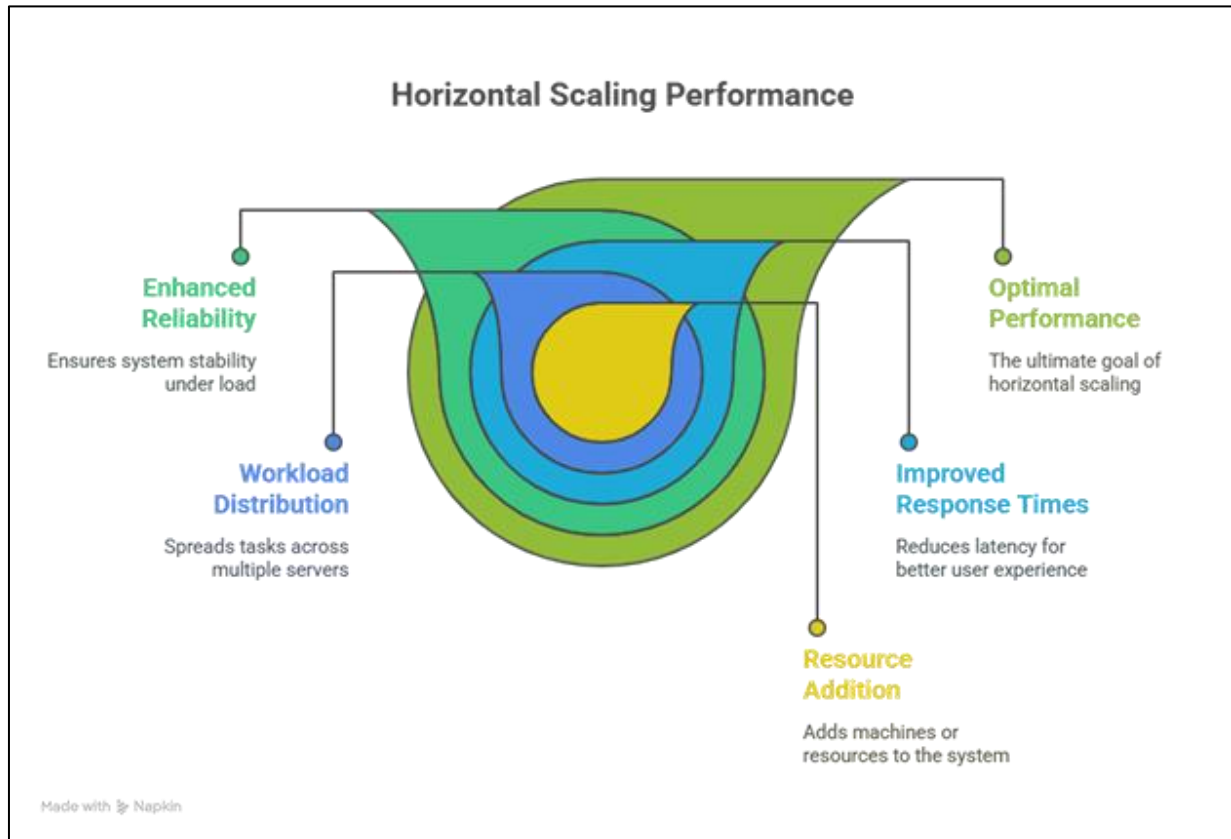 Horizontal Scaling Performance
Enhanced
Reliability
Ensures system stability
under load
Optimal
Performance
The ultimate goal of
horizontal scaling
Workload
Distribution
Spreads tasks across
multiple servers
Improved
Response Times
Reduces latency for
better user experience
Resource
Addition
Adds machines or
resources to the system
Made with Napkin